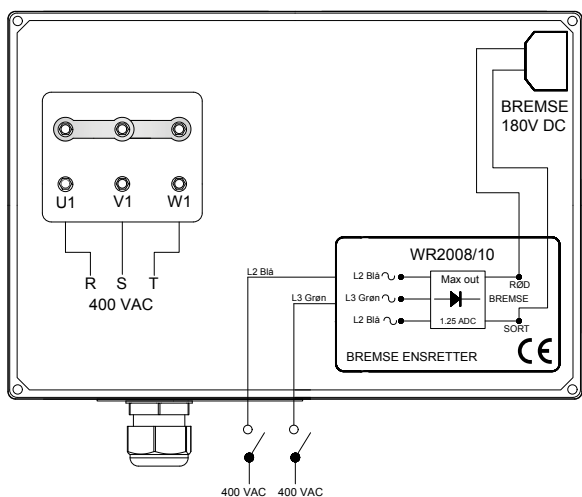 BREMSE
180V DC
U1 V1 W1
R S T
400 VAC
WR2008/10
L2 Blå
L3 Grøn
L2 Blå
L3 Grøn
L2 Blå
Max out
1.25 ADC
RØD
BREMSE
SORT
BREMSE ENSRETTER
CE
400 VAC 400 VAC